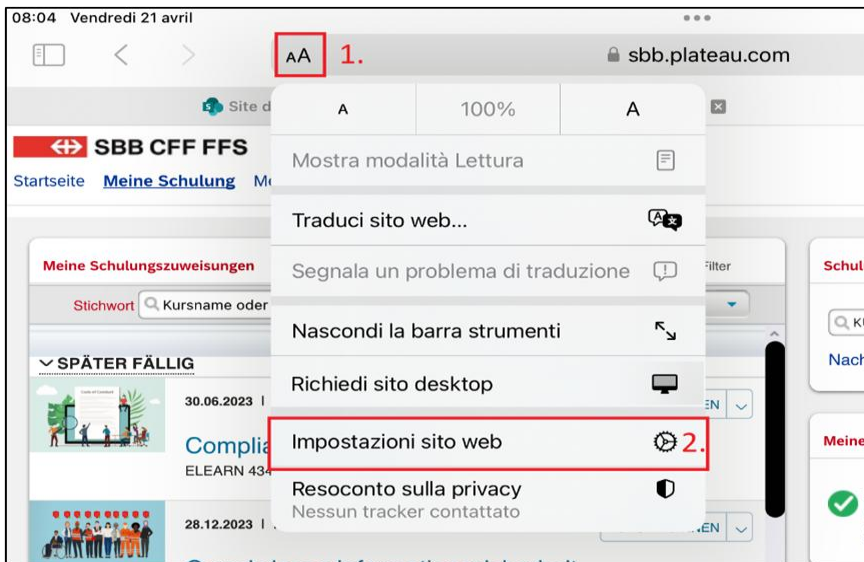 08:04 Vendredi 21 avril
AA 1. sbb.plateau.com
Site d
A 100% A
SBB CFF FFS
Mostra modalità Lettura
Startseite Meine Schulung
Traduci sito web...
Meine Schulungszuweisungen
Segnala un problema di traduzione
Filter
Schul
Stichwort Kursname oder
Nascondi la barra strumenti
Nach
SPÄTER FÄLLIG
Richiedi sito desktop
30.06.2023
EN
Complia
Impostazioni sito web 2.
Meine
ELEARN 434
Resoconto sulla privacy
Nessun tracker contattato
28.12.2023
EN